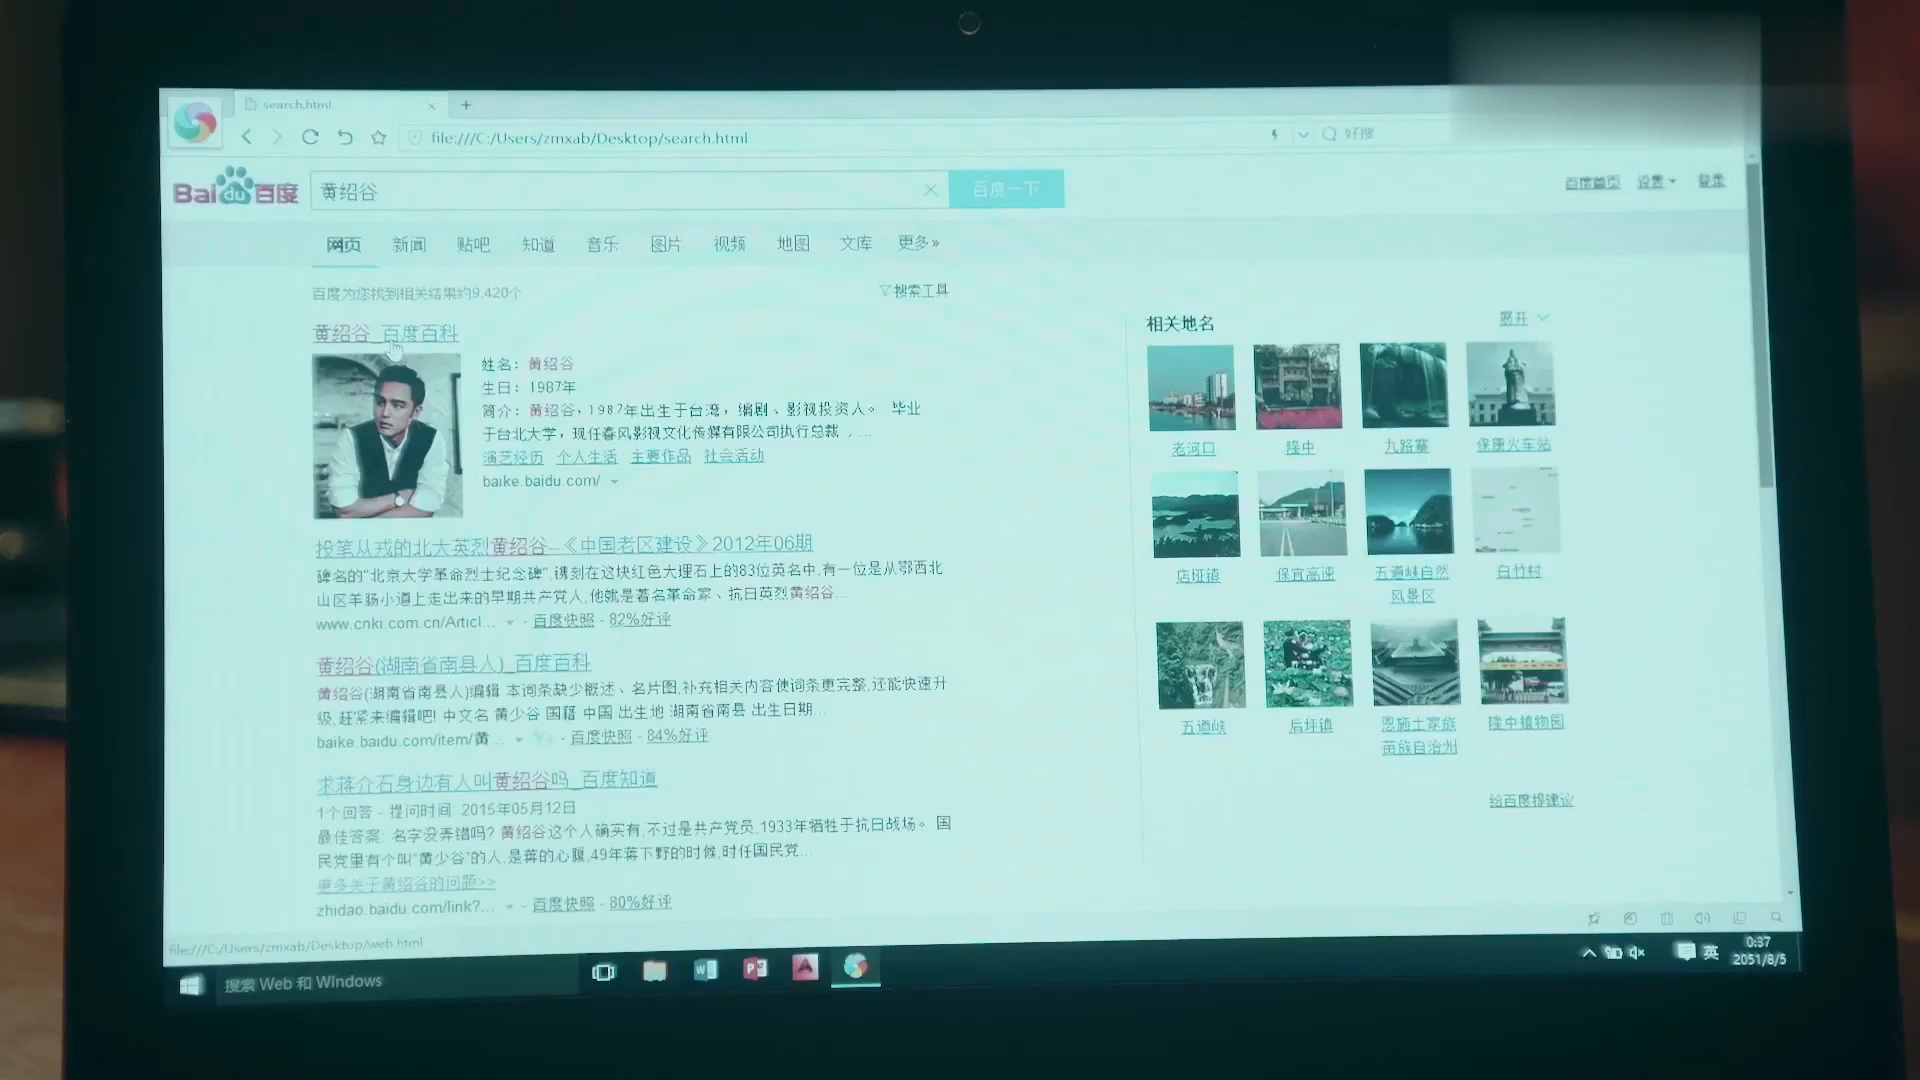 search.html
file:///C:/Users/zmxab/Desktop/search.html
好搜
Bai du 百度
黄绍谷
百度一下
百度首页 设置 登录
网页 新闻 贴吧 知道 音乐 图片 视频 地图 文库 更多»
百度为您找到相关结果约9,420个
搜索工具
黄绍谷_百度百科
姓名：黄绍谷
生日：1987年
简介：黄绍谷，1987年出生于台湾，编剧、影视投资人。 毕业
于台北大学，现任春风影视文化传媒有限公司执行总裁 , ...
演艺经历 个人生活 主要作品 社会活动
baike.baidu.com/
投笔从戎的北大英烈黄绍谷--《中国老区建设》2012年06期
碑名的"北京大学革命烈士纪念碑",镌刻在这块红色大理石上的83位英名中,有一位是从鄂西北
山区羊肠小道上走出来的早期共产党人,他就是著名革命家、抗日英烈黄绍谷...
www.cnki.com.cn/Articl... - 百度快照 - 82%好评
黄绍谷(湖南省南县人)_百度百科
黄绍谷(湖南省南县人)编辑 本词条缺少概述、名片图,补充相关内容使词条更完整,还能快速升
级,赶紧来编辑吧! 中文名 黄少谷 国籍 中国 出生地 湖南省南县 出生日期...
baike.baidu.com/item/黄... - 百度快照 - 84%好评
求蒋介石身边有人叫黄绍谷吗_百度知道
1个回答 - 提问时间: 2015年05月12日
最佳答案: 名字没弄错吗? 黄绍谷这个人确实有,不过是共产党员,1933年牺牲于抗日战场。 国
民党里有个叫"黄少谷"的人,是蒋的心腹,49年蒋下野的时候,时任国民党...
更多关于黄绍谷的问题>>
zhidao.baidu.com/link?... - 百度快照 - 80%好评
相关地名
展开
老河口 隆中 九路寨 保康火车站
店垭镇 保宜高速 五道峡自然 白竹村
风景区
五道峡 后坪镇 恩施土家族 隆中植物园
苗族自治州
给百度提建议
file:///C:/Users/zmxab/Desktop/web.html
搜索 Web 和 Windows
英
0:37
2051/8/5